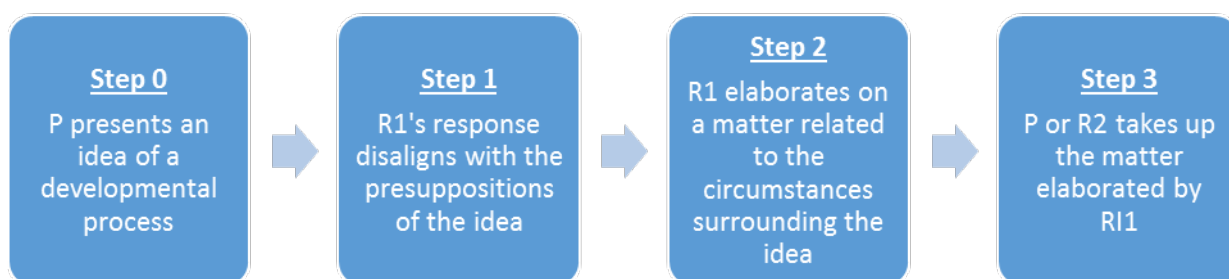 Step 0
P presents an
idea of a
developmental
process
Step 1
R1's response
disaligns with the
presuppositions
of the idea
Step 2
R1 elaborates on
a matter related
to the
circumstances
surrounding the
idea
Step 3
P or R2 takes up
the matter
elaborated by
RI1